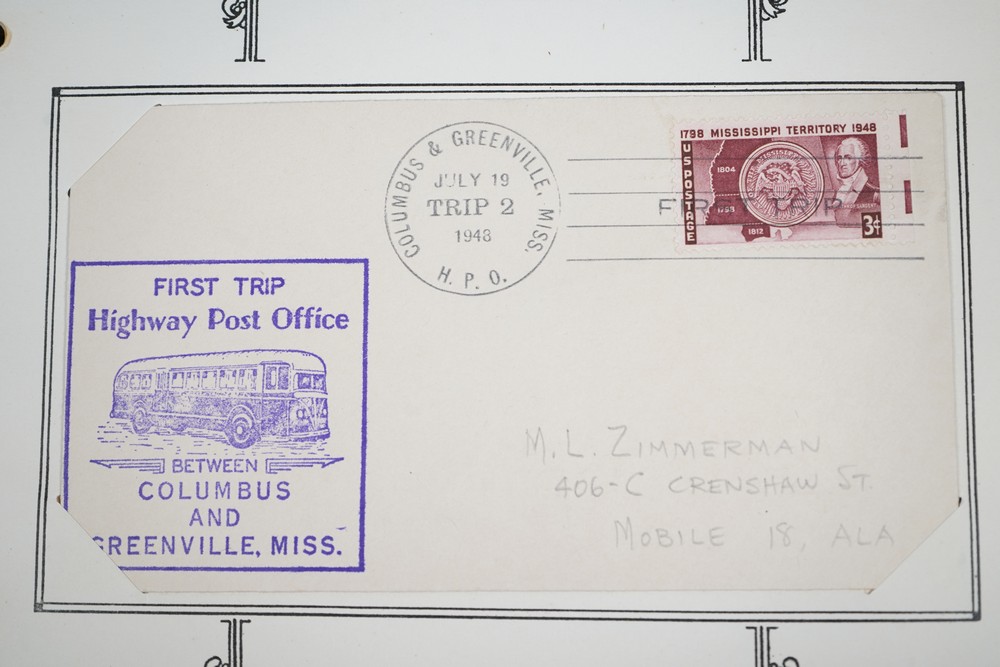 COLUMBUS & GREENVILLE, MISS.
JULY 19
TRIP 2
1948
H. P. O.
1798 MISSISSIPPI TERRITORY 1948
U S POSTAGE
1804
1798
1812
3¢
FIRST TRIP
FIRST TRIP
Highway Post Office
BETWEEN
COLUMBUS
AND
GREENVILLE, MISS.
M. L. ZIMMERMAN
406-C CRENSHAW ST.
MOBILE 18, ALA